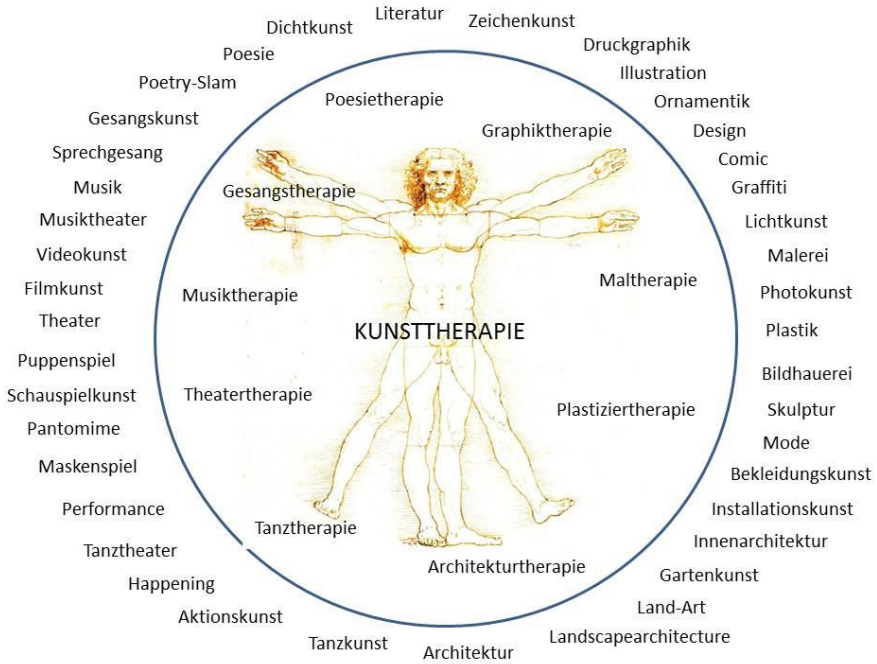 Literatur
Zeichenkunst
Dichtkunst
Druckgraphik
Poesie
Illustration
Poetry-Slam
Poesietherapie
Ornamentik
Gesangskunst
Graphiktherapie
Design
Sprechgesang
Comic
Musik
Gesangstherapie
Graffiti
Musiktheater
Lichtkunst
Videokunst
Malerei
Filmkunst
Musiktherapie
Maltherapie
Photokunst
Theater
KUNSTTHERAPIE
Plastik
Puppenspiel
Bildhauerei
Schauspielkunst
Theatertherapie
Plastiziertherapie
Skulptur
Pantomime
Mode
Maskenspiel
Bekleidungskunst
Performance
Installationskunst
Tanztherapie
Innenarchitektur
Tanztheater
Architekturtherapie
Gartenkunst
Happening
Land-Art
Aktionskunst
Landscapearchitecture
Tanzkunst
Architektur